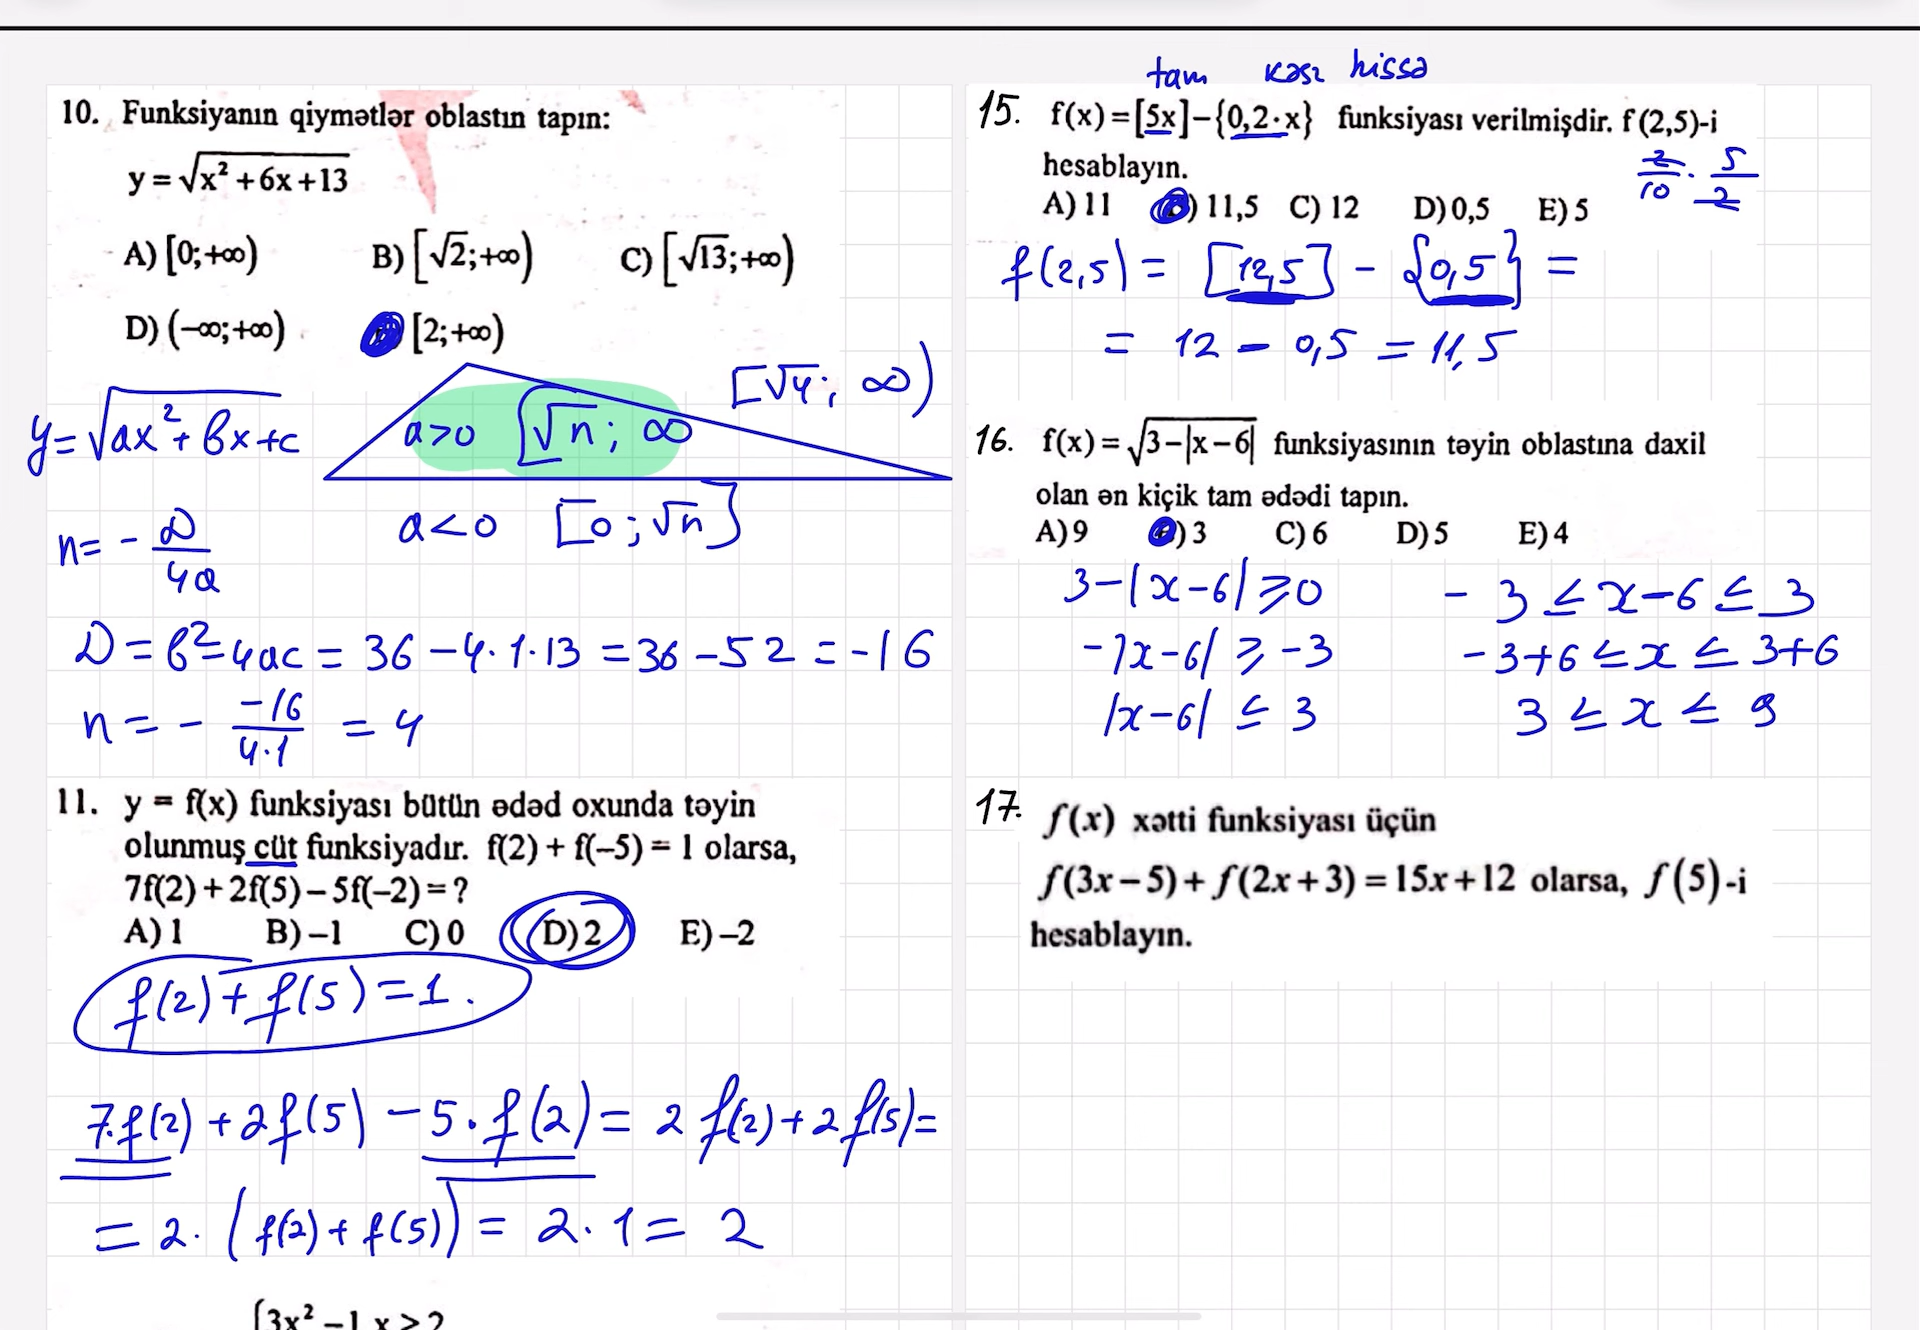 10. Funksiyanın qiymətlər oblastın tapın:
y = √(x² + 6x + 13)
A) [0; +∞) B) [√2; +∞) C) [√13; +∞)
D) (−∞; +∞) [2; +∞)
[√4; ∞)
y = √(ax² + bx + c)
a > 0 [√n; ∞
a < 0 [0; √n]
n = − D/4a
D = b² − 4ac = 36 − 4·1·13 = 36 − 52 = −16
n = − −16/4·1 = 4
11. y = f(x) funksiyası bütün ədəd oxunda təyin
olunmuş cüt funksiyadır. f(2) + f(−5) = 1 olarsa,
7f(2) + 2f(5) − 5f(−2) = ?
A) 1 B) −1 C) 0 D) 2 E) −2
f(2) + f(5) = 1.
7·f(2) + 2f(5) − 5·f(2) = 2f(2) + 2f(5) =
= 2·(f(2) + f(5)) = 2·1 = 2
{3x² − 1, x > 2
tam kəsr hissə
15. f(x) = [5x] − {0,2·x} funksiyası verilmişdir. f(2,5)-i
hesablayın.
2/10 · 5/2
A) 11 ) 11,5 C) 12 D) 0,5 E) 5
f(2,5) = [12,5] − {0,5} =
= 12 − 0,5 = 11,5
16. f(x) = √(3 − |x − 6|) funksiyasının təyin oblastına daxil
olan ən kiçik tam ədədi tapın.
A) 9 ) 3 C) 6 D) 5 E) 4
3 − |x − 6| ⩾ 0 − 3 ≤ x − 6 ≤ 3
− |x − 6| ⩾ −3 − 3 + 6 ≤ x ≤ 3 + 6
|x − 6| ≤ 3 3 ≤ x ≤ 9
17. f(x) xətti funksiyası üçün
f(3x − 5) + f(2x + 3) = 15x + 12 olarsa, f(5)-i
hesablayın.